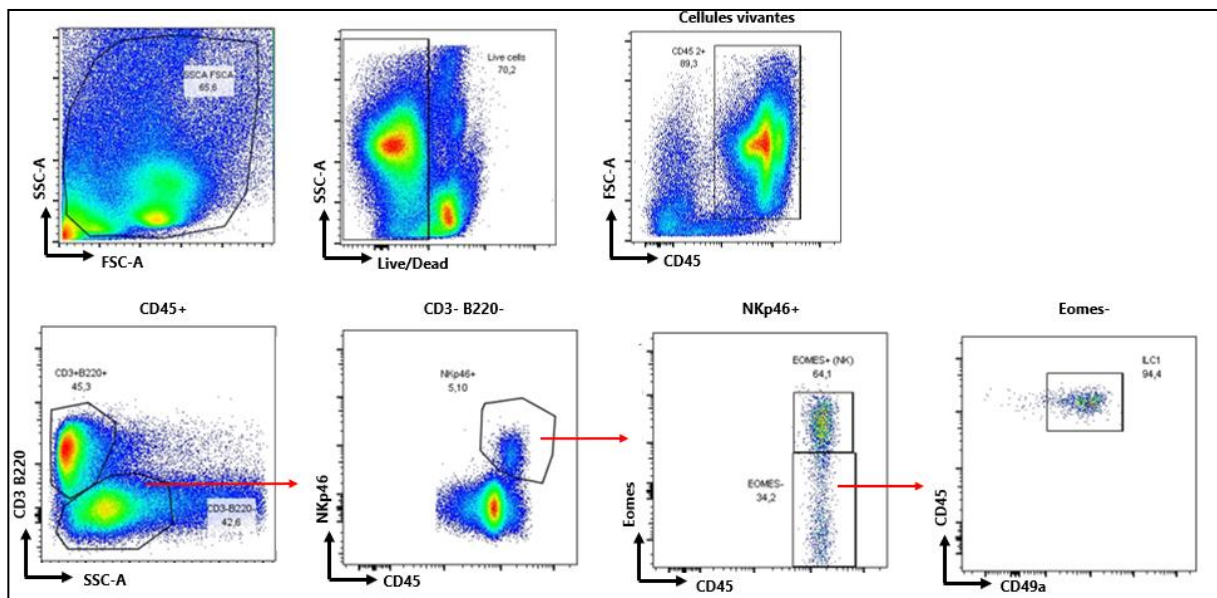 Cellules vivantes
SSCA FSCA
65,6
SSC-A
FSC-A
Live cells
70,2
SSC-A
Live/Dead
CD45 2+
89,3
FSC-A
CD45
CD45+
CD3+B220+
45,3
CD3-B220-
42,6
CD3 B220
SSC-A
CD3- B220-
NKp46+
5,10
NKp46
CD45
NKp46+
EOMES+ (NK)
64,1
EOMES-
34,2
Eomes
CD45
Eomes-
ILC1
94,4
CD45
CD49a